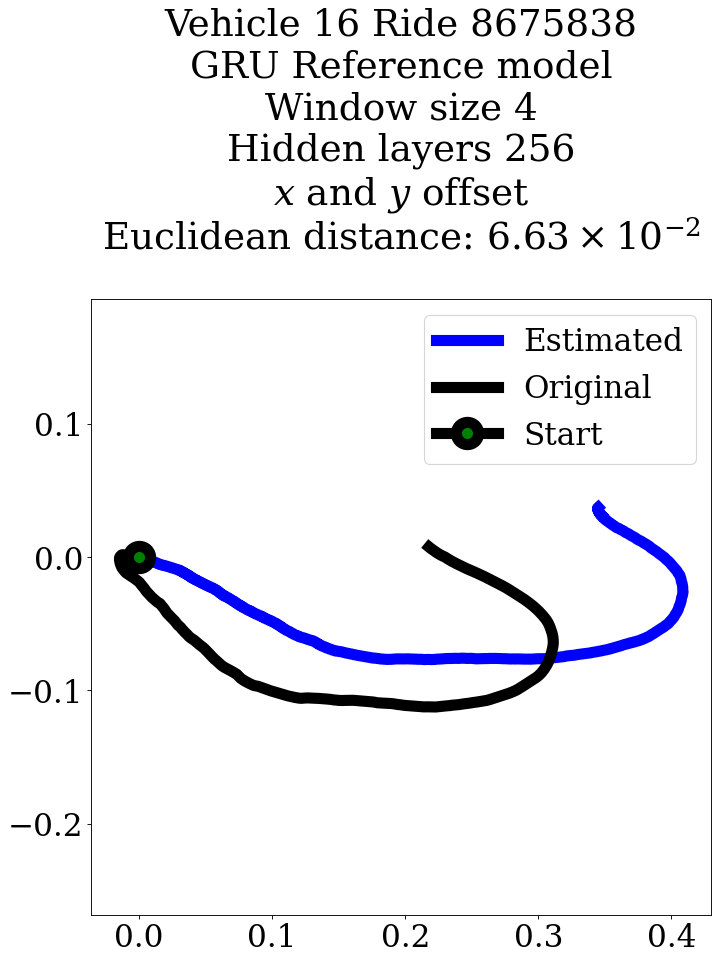 Vehicle 16 Ride 8675838
GRU Reference model
Window size 4
Hidden layers 256
x and y offset
Euclidean distance: 6.63 × 10⁻²
Estimated
Original
Start
0.1
0.0
−0.1
−0.2
0.0 0.1 0.2 0.3 0.4